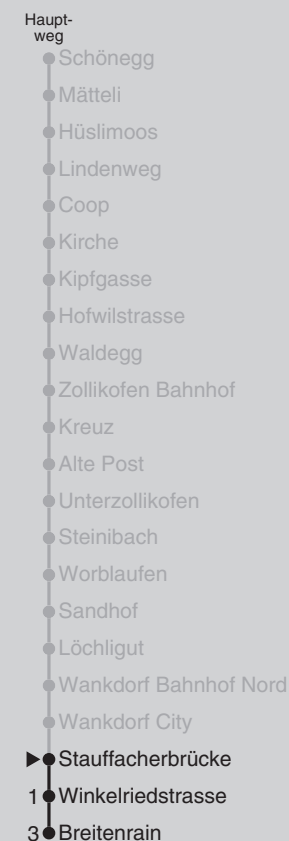 Haupt-
weg
Schönegg
Mätteli
Hüslimoos
Lindenweg
Coop
Kirche
Kipfgasse
Hofwilstrasse
Waldegg
Zollikofen Bahnhof
Kreuz
Alte Post
Unterzollikofen
Steinibach
Worblaufen
Sandhof
Löchligut
Wankdorf Bahnhof Nord
Wankdorf City
Stauffacherbrücke
1 Winkelriedstrasse
3 Breitenrain